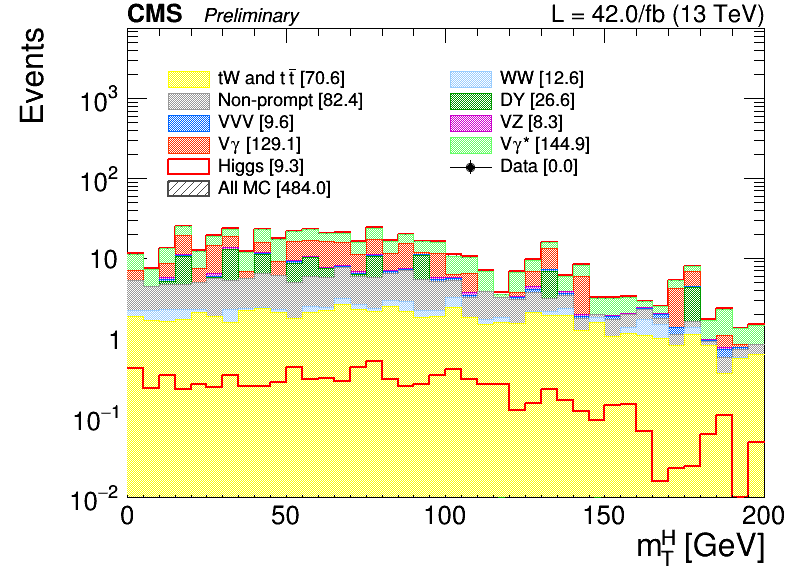 CMS Preliminary L = 42.0/fb (13 TeV)
Events
tW and tt̅ [70.6] WW [12.6]
Non-prompt [82.4] DY [26.6]
VVV [9.6] VZ [8.3]
Vγ [129.1] Vγ* [144.9]
Higgs [9.3] Data [0.0]
All MC [484.0]
10³
10²
10
1
10⁻¹
10⁻²
0 50 100 150 200
m_T^H [GeV]